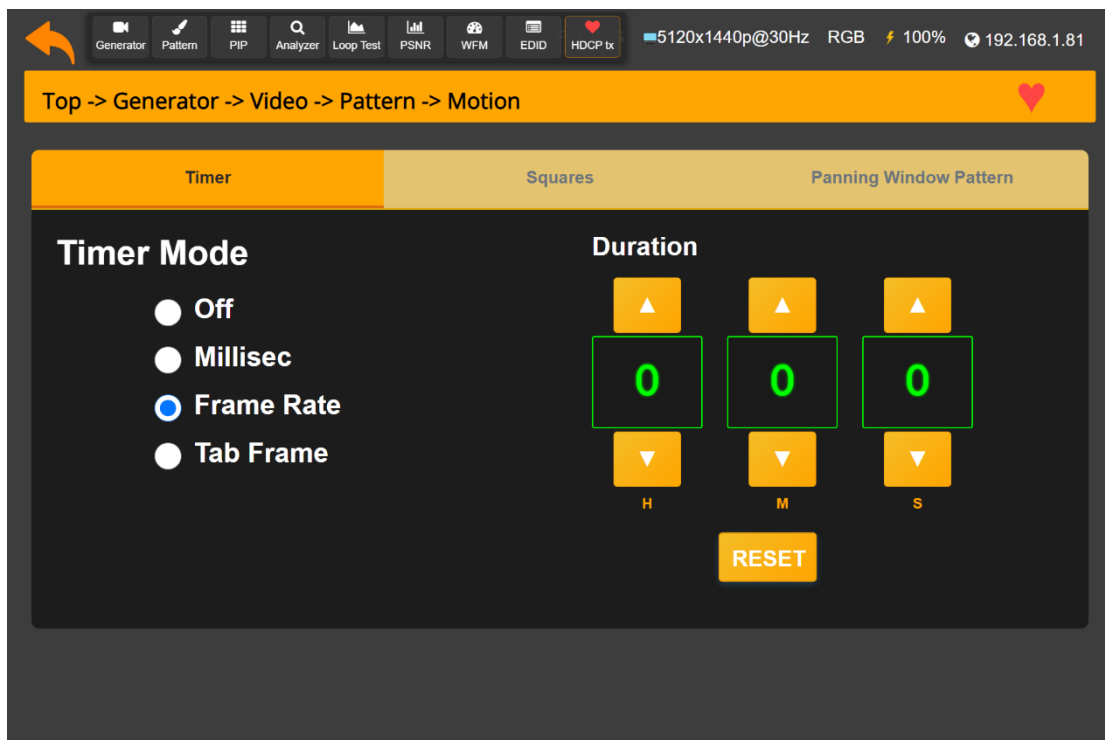 Generator Pattern PIP Analyzer Loop Test PSNR WFM EDID HDCP tx 5120x1440p@30Hz RGB 100% 192.168.1.81
Top -> Generator -> Video -> Pattern -> Motion
Timer Squares Panning Window Pattern
Timer Mode
Off
Millisec
Frame Rate
Tab Frame
Duration
0 0 0
H M S
RESET